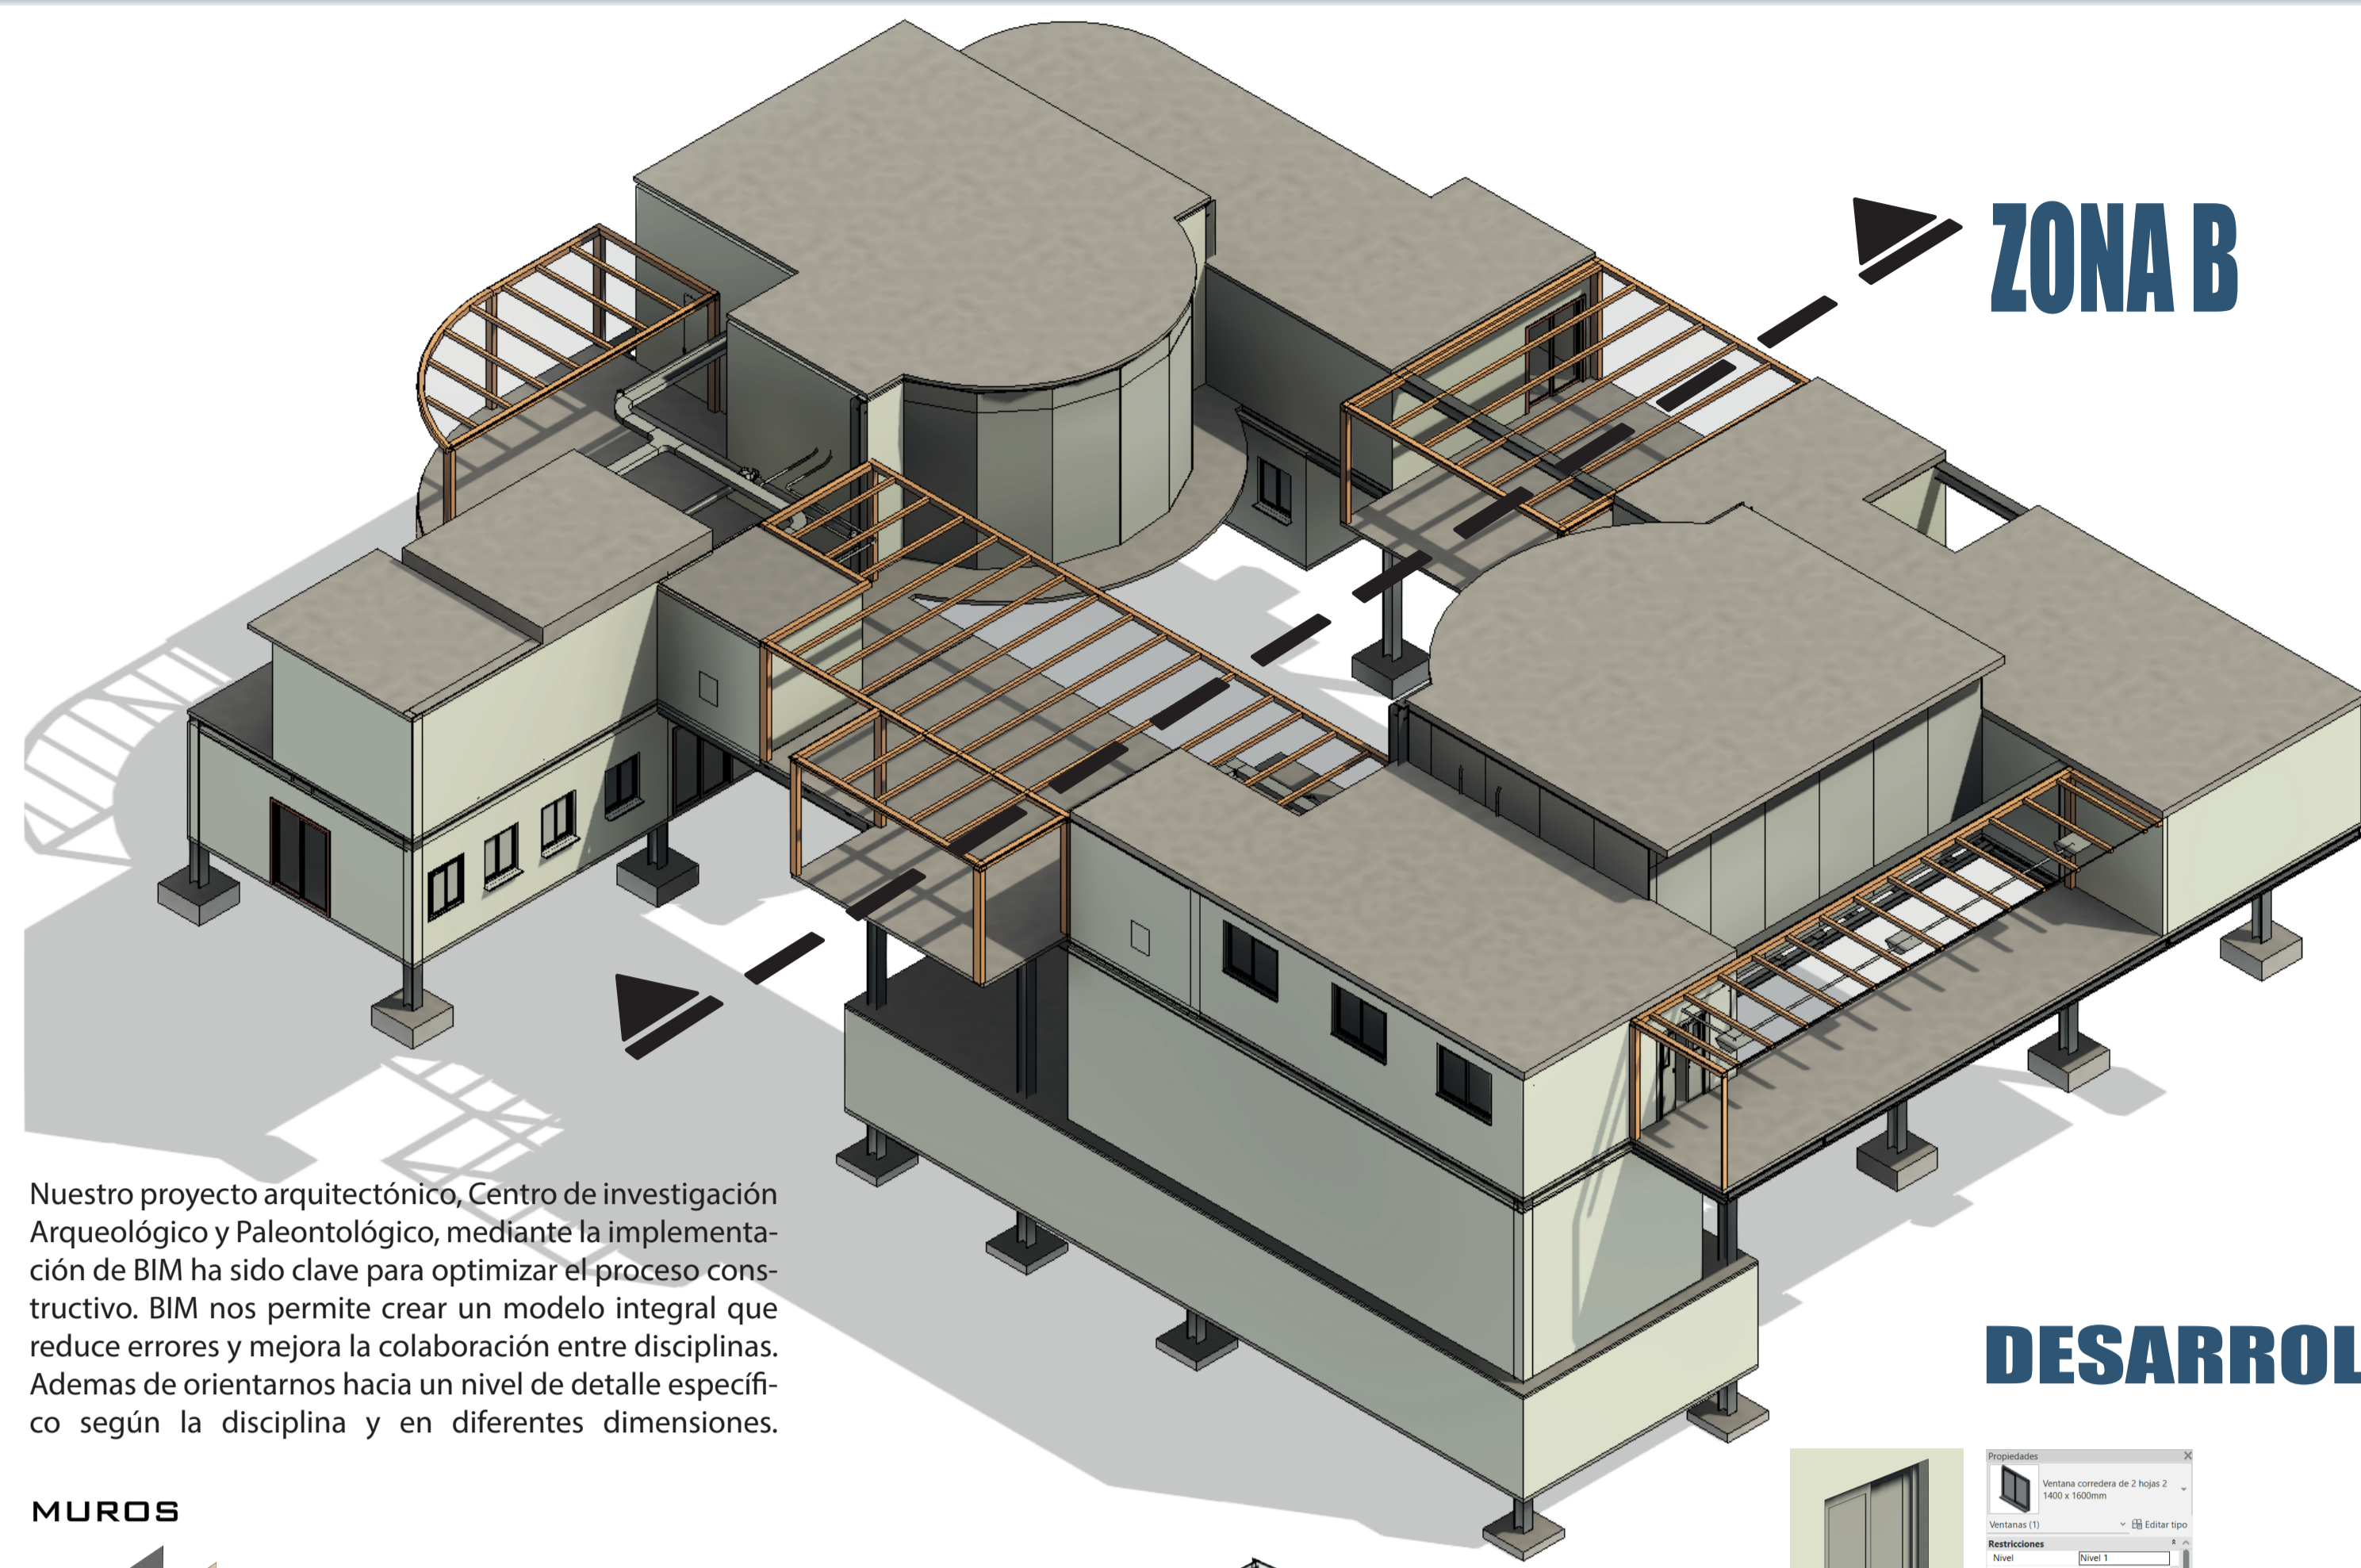 ZONA B
Nuestro proyecto arquitectónico, Centro de investigación
Arqueológico y Paleontológico, mediante la implementa-
ción de BIM ha sido clave para optimizar el proceso cons-
tructivo. BIM nos permite crear un modelo integral que
reduce errores y mejora la colaboración entre disciplinas.
Ademas de orientarnos hacia un nivel de detalle específi-
co según la disciplina y en diferentes dimensiones.
DESARROL
MUROS
Propiedades
Ventana corredera de 2 hojas 2
1400 x 1600mm
Ventanas (1)
Editar tipo
Restricciones
Nivel
Nivel 1